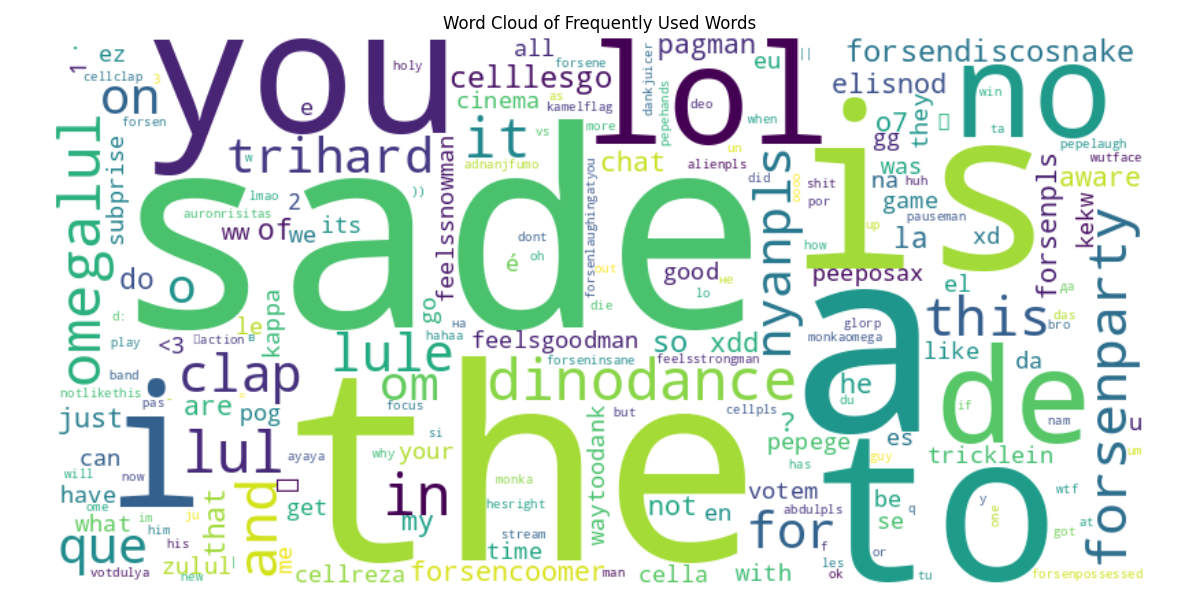 Word Cloud of Frequently Used Words
you
lol
no
sade
is
the
a
to
i
de
omegalul
trihard
dinodance
nyanpls
forsenparty
this
for
in
and
que
lul
lule
clap
on
it
om
o
of
all
ez
pagman
eu
forsendiscosnake
elisnod
celllesgo
forsene
cinema
as
kamelflag
dankjuicer
pepehands
deo
when
||
win
ta
pepelaugh
wutface
aware
o7
they
gg
was
na
huh
game
pauseman
la
xd
forsenpls
kekw
cellclap
3
1
forsen
holy
e
subprise
w
lmao
auronrisitas
2
ww
we
its
))
feelssnowman
vs
more
adnanjfumo
chat
un
alienpls
did
oooo
shit
por
up
how
forsenlaughingatyou
dont
é
oh
out
die
good
не
lo
peeposax
el
да
das
bro
glorp
monkaomega
like
da
do
d:
play
<3
action
в
le
kappa
go
на
hahaa
feelsgoodman
so
xdd
forseninsane
feelsstrongman
band
notlikethis
pas
are
pog
just
focus
si
but
cellpls
?
he
du
if
nam
u
um
pepege
es
has
guy
tricklein
can
will
now
have
ome
what
im
him
ju
his
that
zulul
votdulya
new
me
get
ayaya
why
your
my
monka
hesright
stream
time
waytoodank
not
en
votem
abdulpls
f
be
se
q
y
one
wtf
got
at
or
les
ok
tu
cellreza
forsencoomer
man
cella
with
forsenpossessed